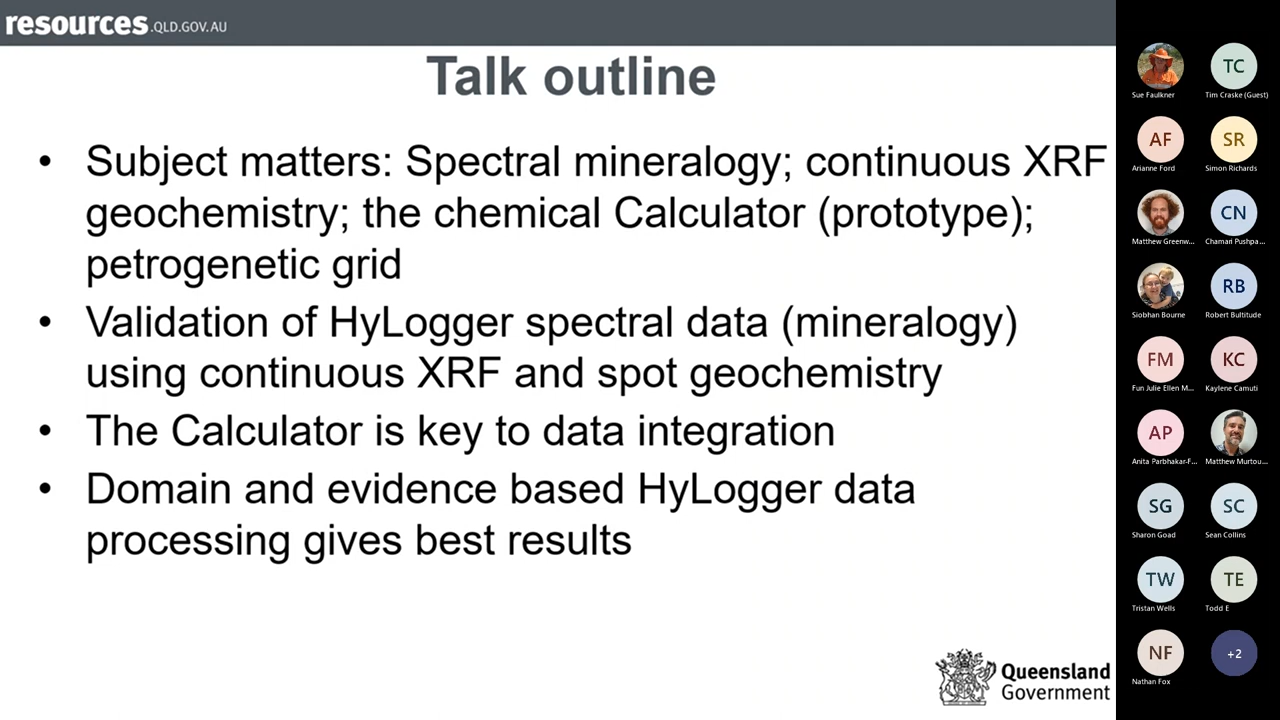 resources.QLD.GOV.AU
Talk outline
• Subject matters: Spectral mineralogy; continuous XRF
geochemistry; the chemical Calculator (prototype);
petrogenetic grid
• Validation of HyLogger spectral data (mineralogy)
using continuous XRF and spot geochemistry
• The Calculator is key to data integration
• Domain and evidence based HyLogger data
processing gives best results
Queensland
Government
TC
Sue Faulkner
Tim Craske (Guest)
AF
SR
Arianne Ford
Simon Richards
CN
Matthew Greenw...
Chamari Pushpa...
RB
Siobhan Bourne
Robert Bultitude
FM
KC
Fun Julie Ellen M...
Kaylene Camuti
AP
Anita Parbhakar-F...
Matthew Murtou...
SG
SC
Sharon Goad
Sean Collins
TW
TE
Tristan Wells
Todd E
NF
+2
Nathan Fox